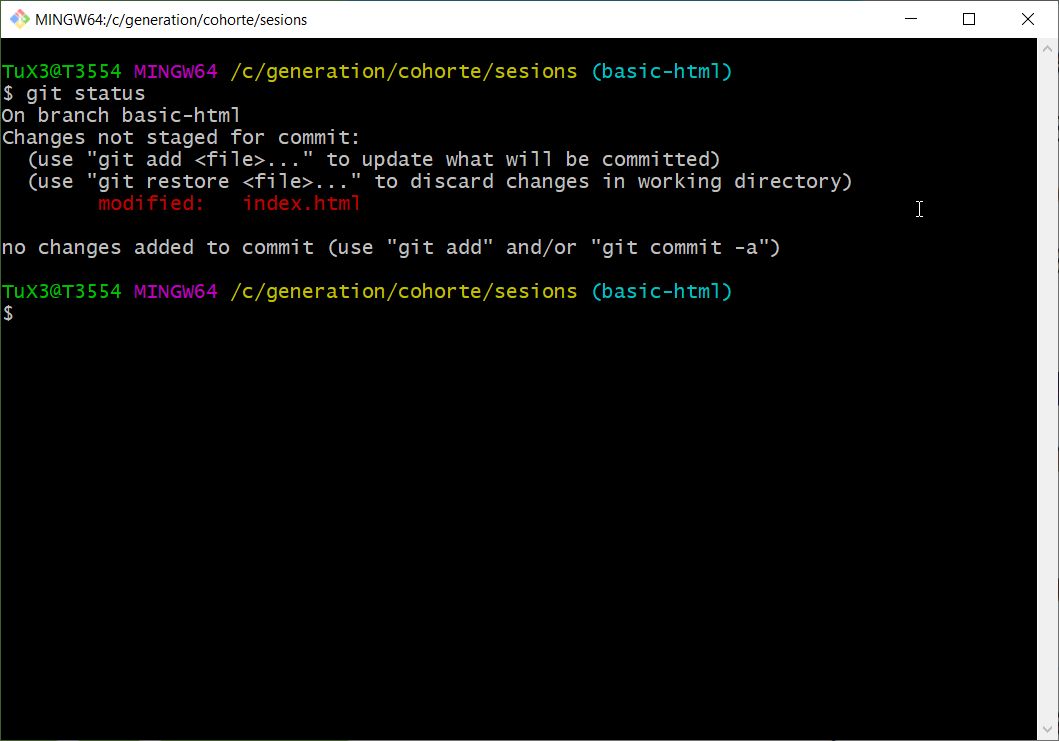 MINGW64:/c/generation/cohorte/sesions
TuX3@T3554 MINGW64 /c/generation/cohorte/sesions (basic-html)
$ git status
On branch basic-html
Changes not staged for commit:
  (use "git add <file>..." to update what will be committed)
  (use "git restore <file>..." to discard changes in working directory)
        modified:   index.html
no changes added to commit (use "git add" and/or "git commit -a")
TuX3@T3554 MINGW64 /c/generation/cohorte/sesions (basic-html)
$